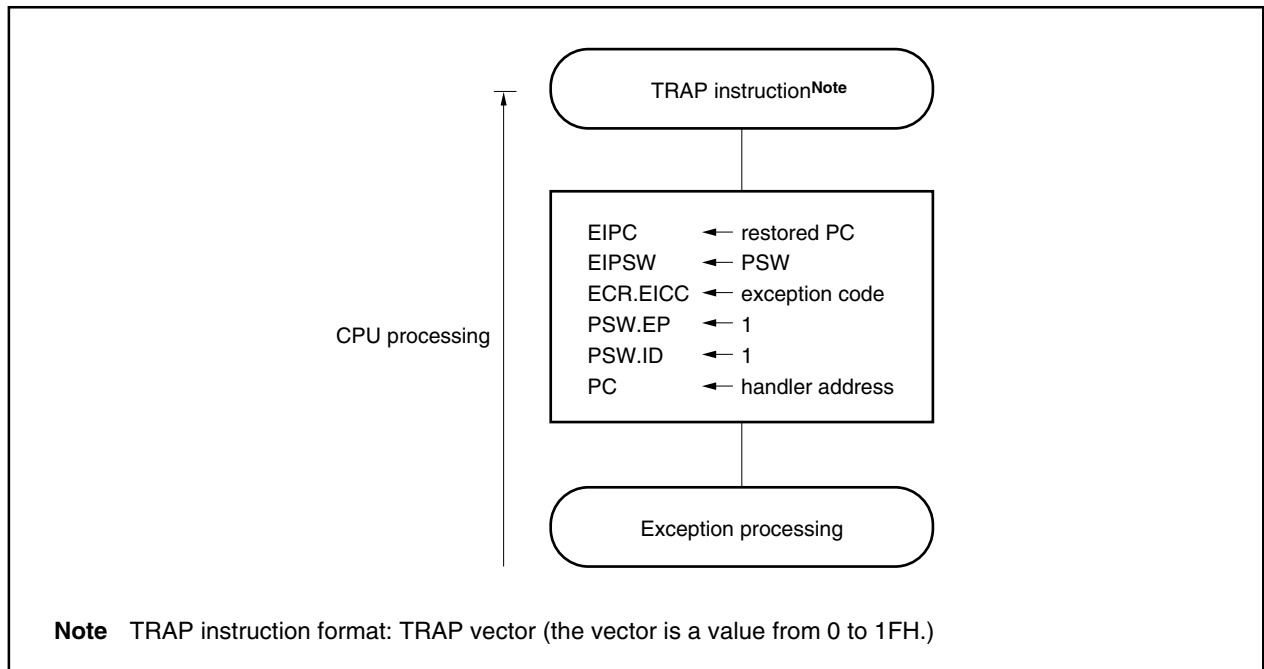 TRAP instructionNote
EIPC ← restored PC
EIPSW ← PSW
ECR.EICC ← exception code
PSW.EP ← 1
PSW.ID ← 1
PC ← handler address
CPU processing
Exception processing
Note TRAP instruction format: TRAP vector (the vector is a value from 0 to 1FH.)